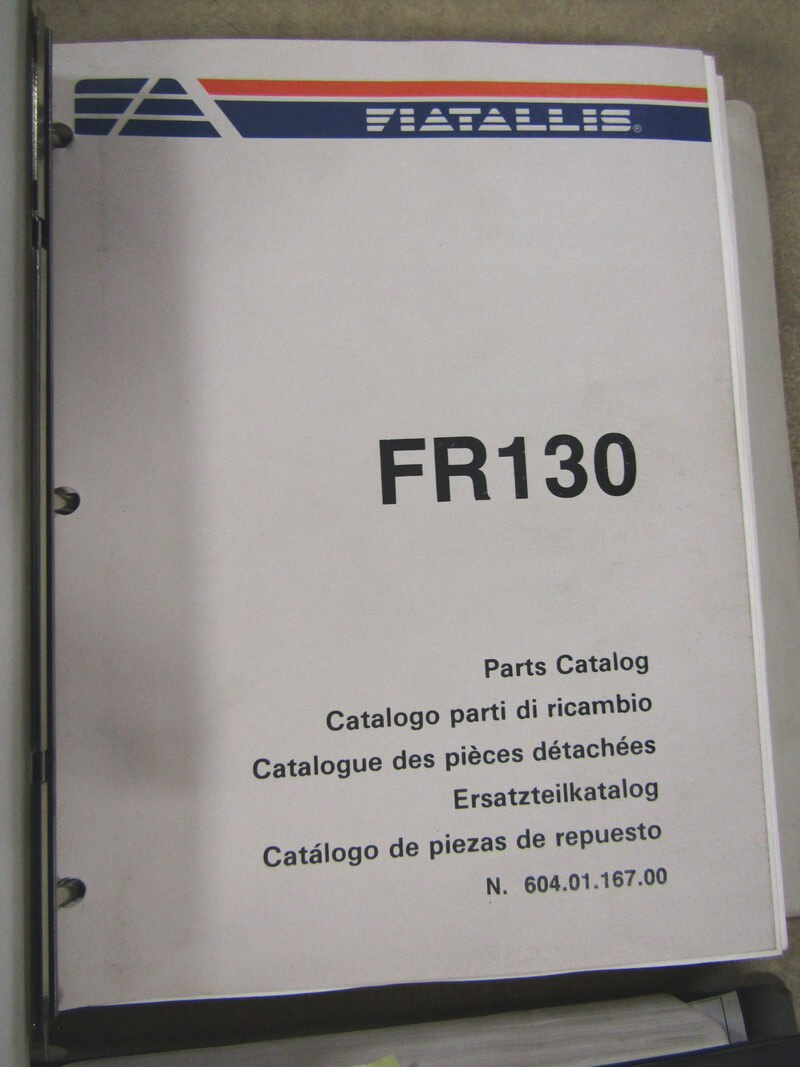 FIATALLIS®
FR130
Parts Catalog
Catalogo parti di ricambio
Catalogue des pièces détachées
Ersatzteilkatalog
Catálogo de piezas de repuesto
N. 604.01.167.00